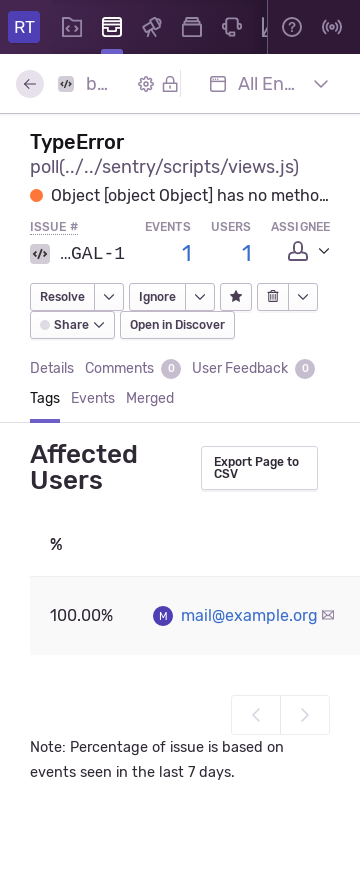 RT
b... All En...
TypeError
poll(../../sentry/scripts/views.js)
Object [object Object] has no metho...
ISSUE # EVENTS USERS ASSIGNEE
...GAL-1 1 1
Resolve Ignore
Share Open in Discover
Details Comments 0 User Feedback 0
Tags Events Merged
Affected
Users
Export Page to
CSV
%
100.00% M mail@example.org
Note: Percentage of issue is based on
events seen in the last 7 days.